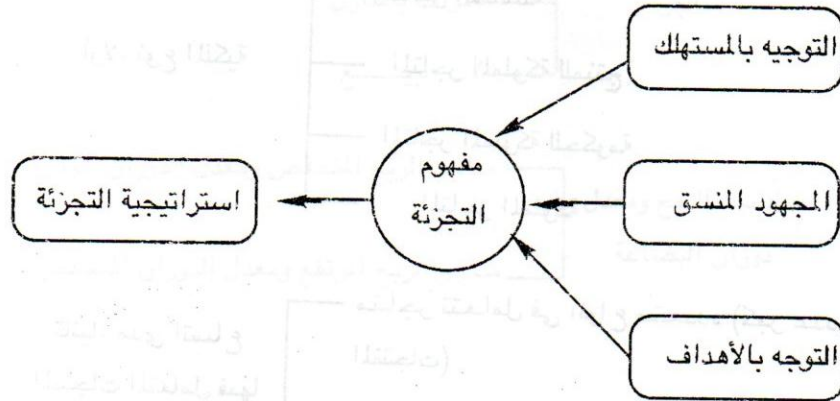 التوجيه بالمستهلك
مفهوم
التجزئة
المجهود المنسق
استراتيجية التجزئة
التوجه بالأهداف